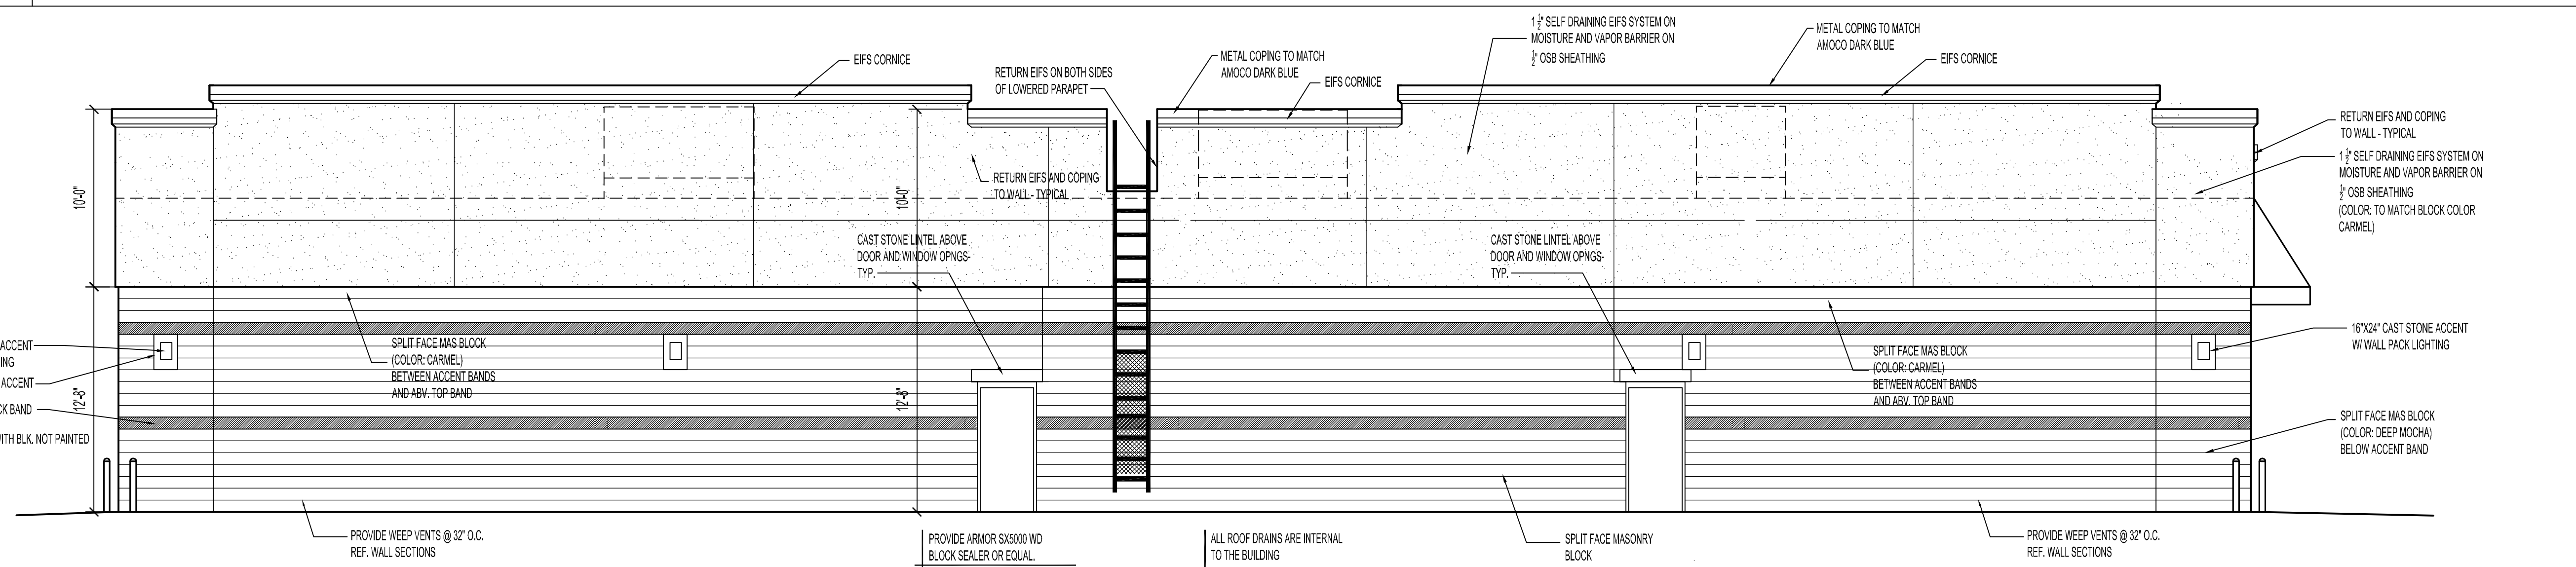 EIFS CORNICE
RETURN EIFS ON BOTH SIDES
OF LOWERED PARAPET
METAL COPING TO MATCH
AMOCO DARK BLUE
EIFS CORNICE
1 1/2" SELF DRAINING EIFS SYSTEM ON
MOISTURE AND VAPOR BARRIER ON
1/2" OSB SHEATHING
METAL COPING TO MATCH
AMOCO DARK BLUE
EIFS CORNICE
RETURN EIFS AND COPING
TO WALL - TYPICAL
1 1/2" SELF DRAINING EIFS SYSTEM ON
MOISTURE AND VAPOR BARRIER ON
1/2" OSB SHEATHING
(COLOR: TO MATCH BLOCK COLOR
CARMEL)
10'-0"
10'-0"
RETURN EIFS AND COPING
TO WALL - TYPICAL
CAST STONE LINTEL ABOVE
DOOR AND WINDOW OPNGS-
TYP.
CAST STONE LINTEL ABOVE
DOOR AND WINDOW OPNGS-
TYP.
ACCENT
ING
ACCENT
CK BAND
WITH BLK. NOT PAINTED
12'-8"
SPLIT FACE MAS BLOCK
(COLOR: CARMEL)
BETWEEN ACCENT BANDS
AND ABV. TOP BAND
12'-8"
SPLIT FACE MAS BLOCK
(COLOR: CARMEL)
BETWEEN ACCENT BANDS
AND ABV. TOP BAND
16"X24" CAST STONE ACCENT
W/ WALL PACK LIGHTING
SPLIT FACE MAS BLOCK
(COLOR: DEEP MOCHA)
BELOW ACCENT BAND
PROVIDE WEEP VENTS @ 32" O.C.
REF. WALL SECTIONS
PROVIDE ARMOR SX5000 WD
BLOCK SEALER OR EQUAL.
ALL ROOF DRAINS ARE INTERNAL
TO THE BUILDING
SPLIT FACE MASONRY
BLOCK
PROVIDE WEEP VENTS @ 32" O.C.
REF. WALL SECTIONS